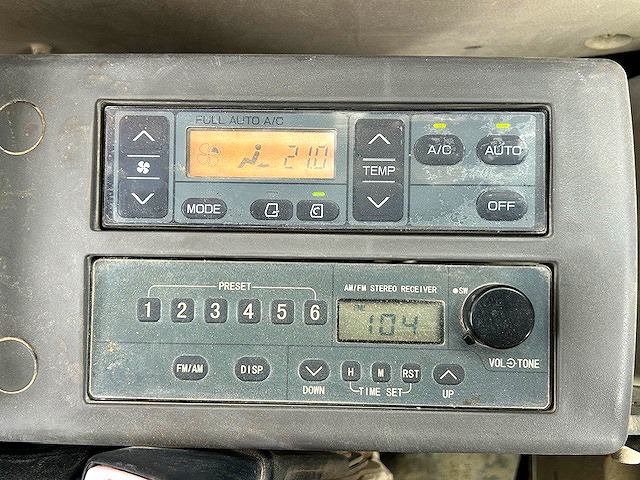 FULL AUTO A/C
21.0
TEMP
A/C
AUTO
MODE
OFF
PRESET
1 2 3 4 5 6
AM/FM STEREO RECEIVER
104
SW
VOL TONE
FM/AM
DISP
DOWN
H M RST
TIME SET
UP